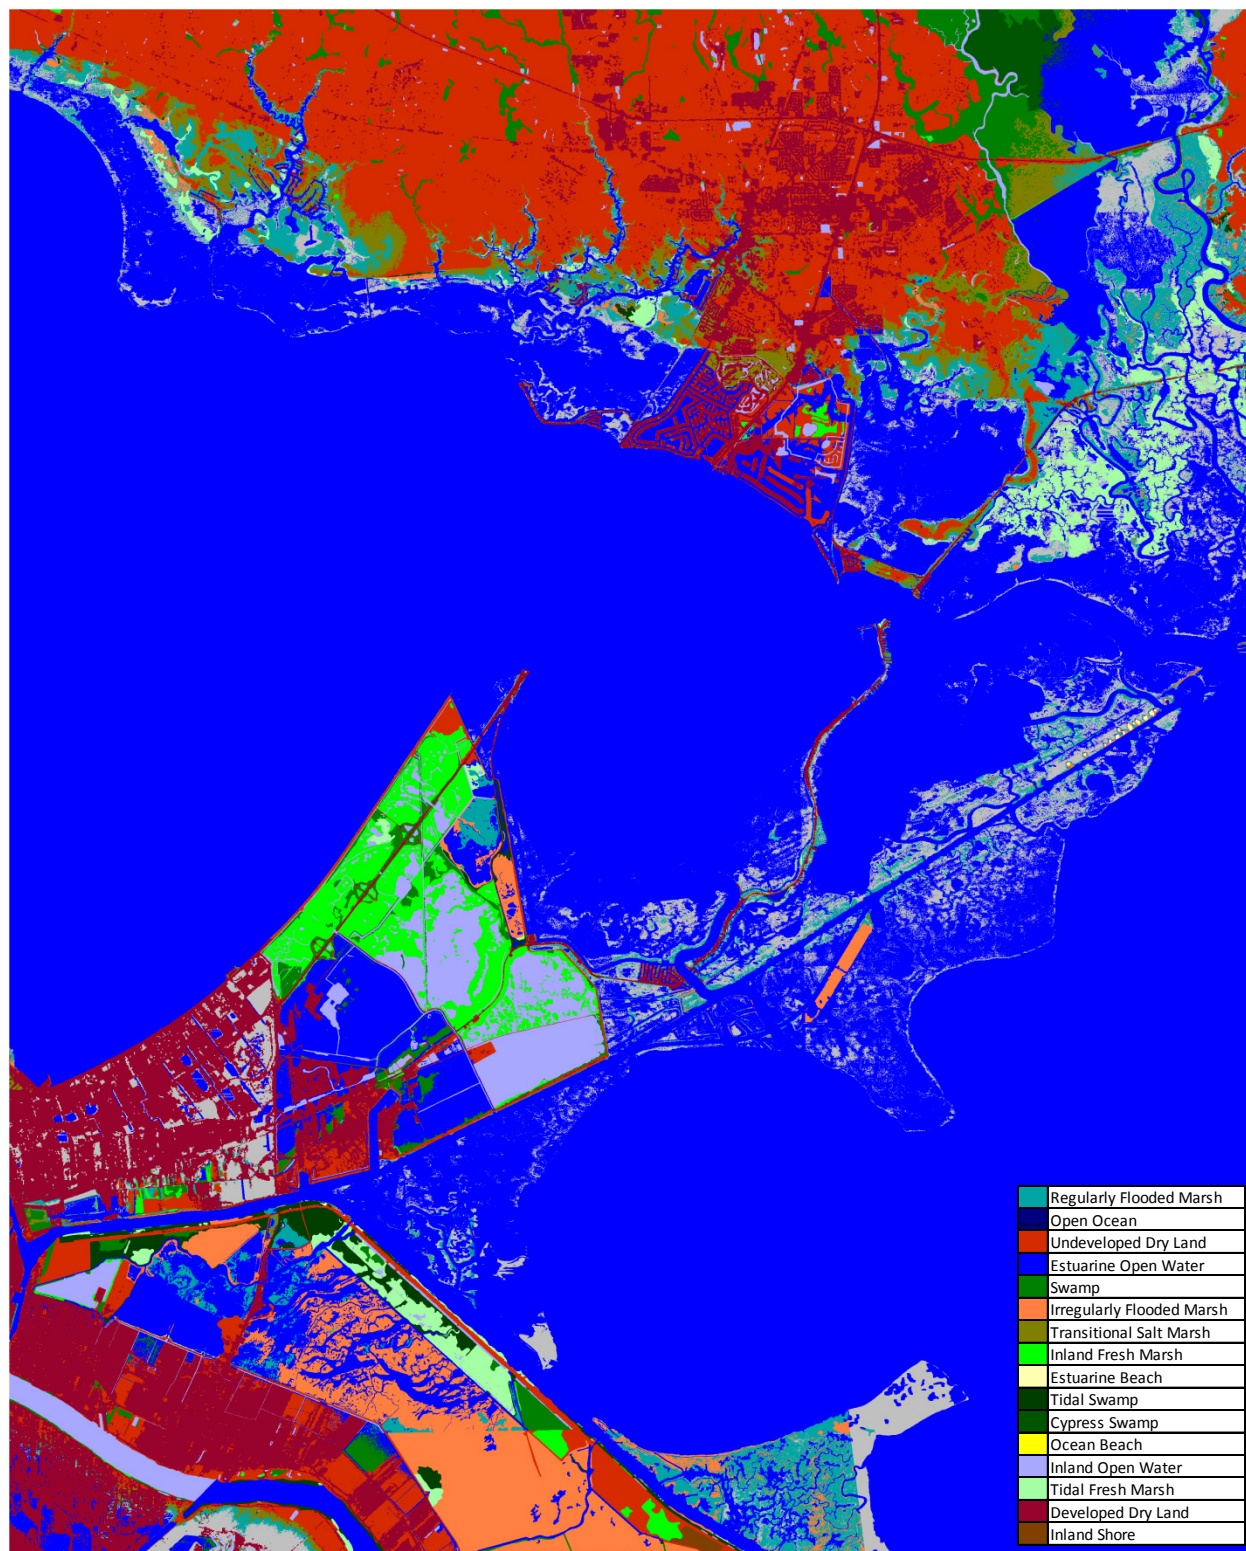 Regularly Flooded Marsh
Open Ocean
Undeveloped Dry Land
Estuarine Open Water
Swamp
Irregularly Flooded Marsh
Transitional Salt Marsh
Inland Fresh Marsh
Estuarine Beach
Tidal Swamp
Cypress Swamp
Ocean Beach
Inland Open Water
Tidal Fresh Marsh
Developed Dry Land
Inland Shore